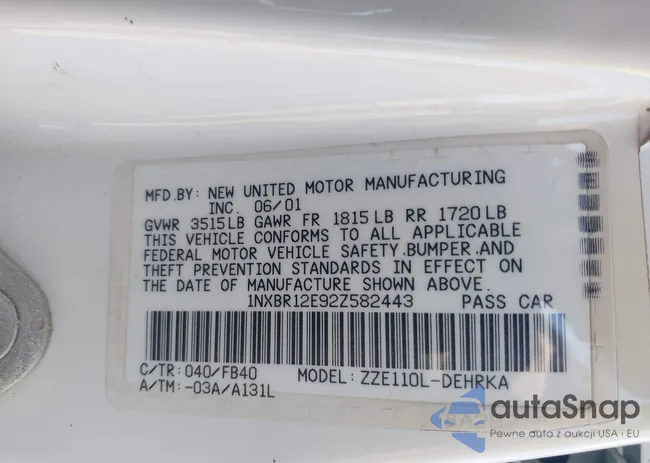 MFD.BY: NEW UNITED MOTOR MANUFACTURING
INC. 06/01
GVWR 3515LB GAWR FR 1815LB RR 1720LB
THIS VEHICLE CONFORMS TO ALL APPLICABLE
FEDERAL MOTOR VEHICLE SAFETY.BUMPER.AND
THEFT PREVENTION STANDARDS IN EFFECT ON
THE DATE OF MANUFACTURE SHOWN ABOVE.
1NXBR12E92Z582443 PASS CAR
C/TR: 040/FB40 MODEL: ZZE110L-DEHRKA
A/TM: -03A/A131L
autaSnap
Pewne auta z aukcji USA i EU